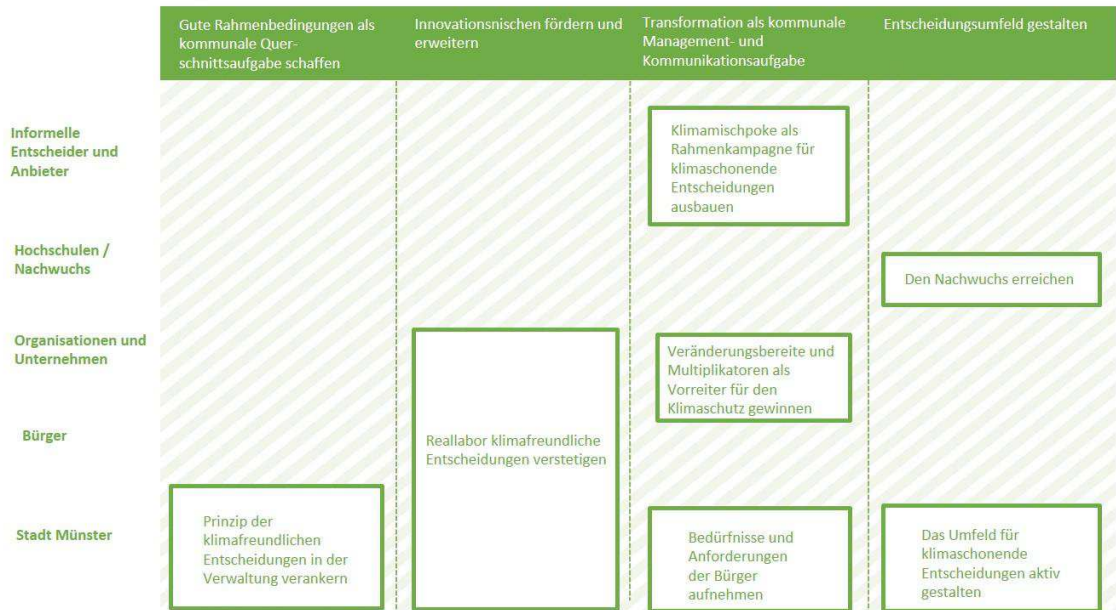 Gute Rahmenbedingungen als
kommunale Quer-
schnittsaufgabe schaffen
Innovationsnischen fördern und
erweitern
Transformation als kommunale
Management- und
Kommunikationsaufgabe
Entscheidungsumfeld gestalten
Informelle
Entscheider und
Anbieter
Klimamischpoke als
Rahmenkampagne für
klimaschonende
Entscheidungen
ausbauen
Hochschulen /
Nachwuchs
Den Nachwuchs erreichen
Organisationen und
Unternehmen
Veränderungsbereite und
Multiplikatoren als
Vorreiter für den
Klimaschutz gewinnen
Bürger
Reallabor klimafreundliche
Entscheidungen verstetigen
Stadt Münster
Prinzip der
klimafreundlichen
Entscheidungen in der
Verwaltung verankern
Bedürfnisse und
Anforderungen
der Bürger
aufnehmen
Das Umfeld für
klimaschonende
Entscheidungen aktiv
gestalten